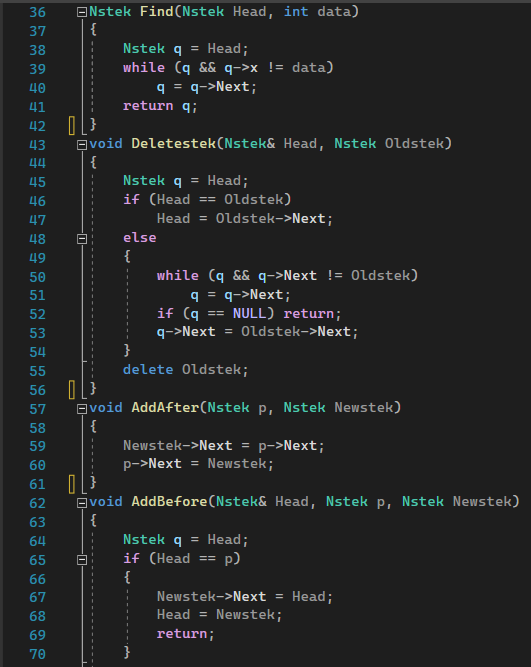 36 Nstek Find(Nstek Head, int data)
37 {
38 Nstek q = Head;
39 while (q && q->x != data)
40 q = q->Next;
41 return q;
42 }
43 void Deletestek(Nstek& Head, Nstek Oldstek)
44 {
45 Nstek q = Head;
46 if (Head == Oldstek)
47 Head = Oldstek->Next;
48 else
49 {
50 while (q && q->Next != Oldstek)
51 q = q->Next;
52 if (q == NULL) return;
53 q->Next = Oldstek->Next;
54 }
55 delete Oldstek;
56 }
57 void AddAfter(Nstek p, Nstek Newstek)
58 {
59 Newstek->Next = p->Next;
60 p->Next = Newstek;
61 }
62 void AddBefore(Nstek& Head, Nstek p, Nstek Newstek)
63 {
64 Nstek q = Head;
65 if (Head == p)
66 {
67 Newstek->Next = Head;
68 Head = Newstek;
69 return;
70 }